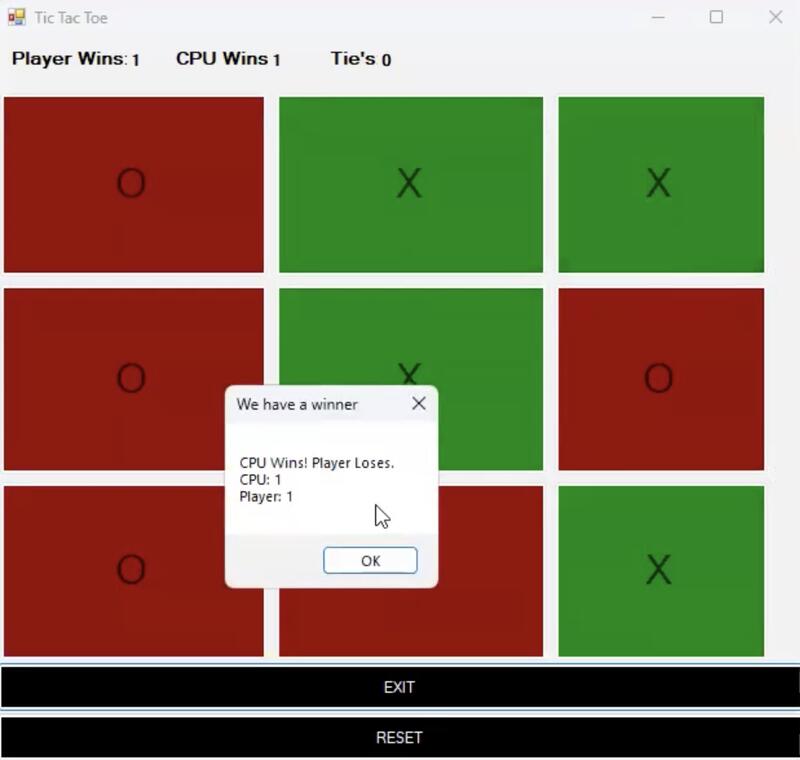 Tic Tac Toe
Player Wins: 1 CPU Wins 1 Tie's 0
O X X
O X O
We have a winner
CPU Wins! Player Loses.
CPU: 1
Player: 1
OK
O X
EXIT
RESET